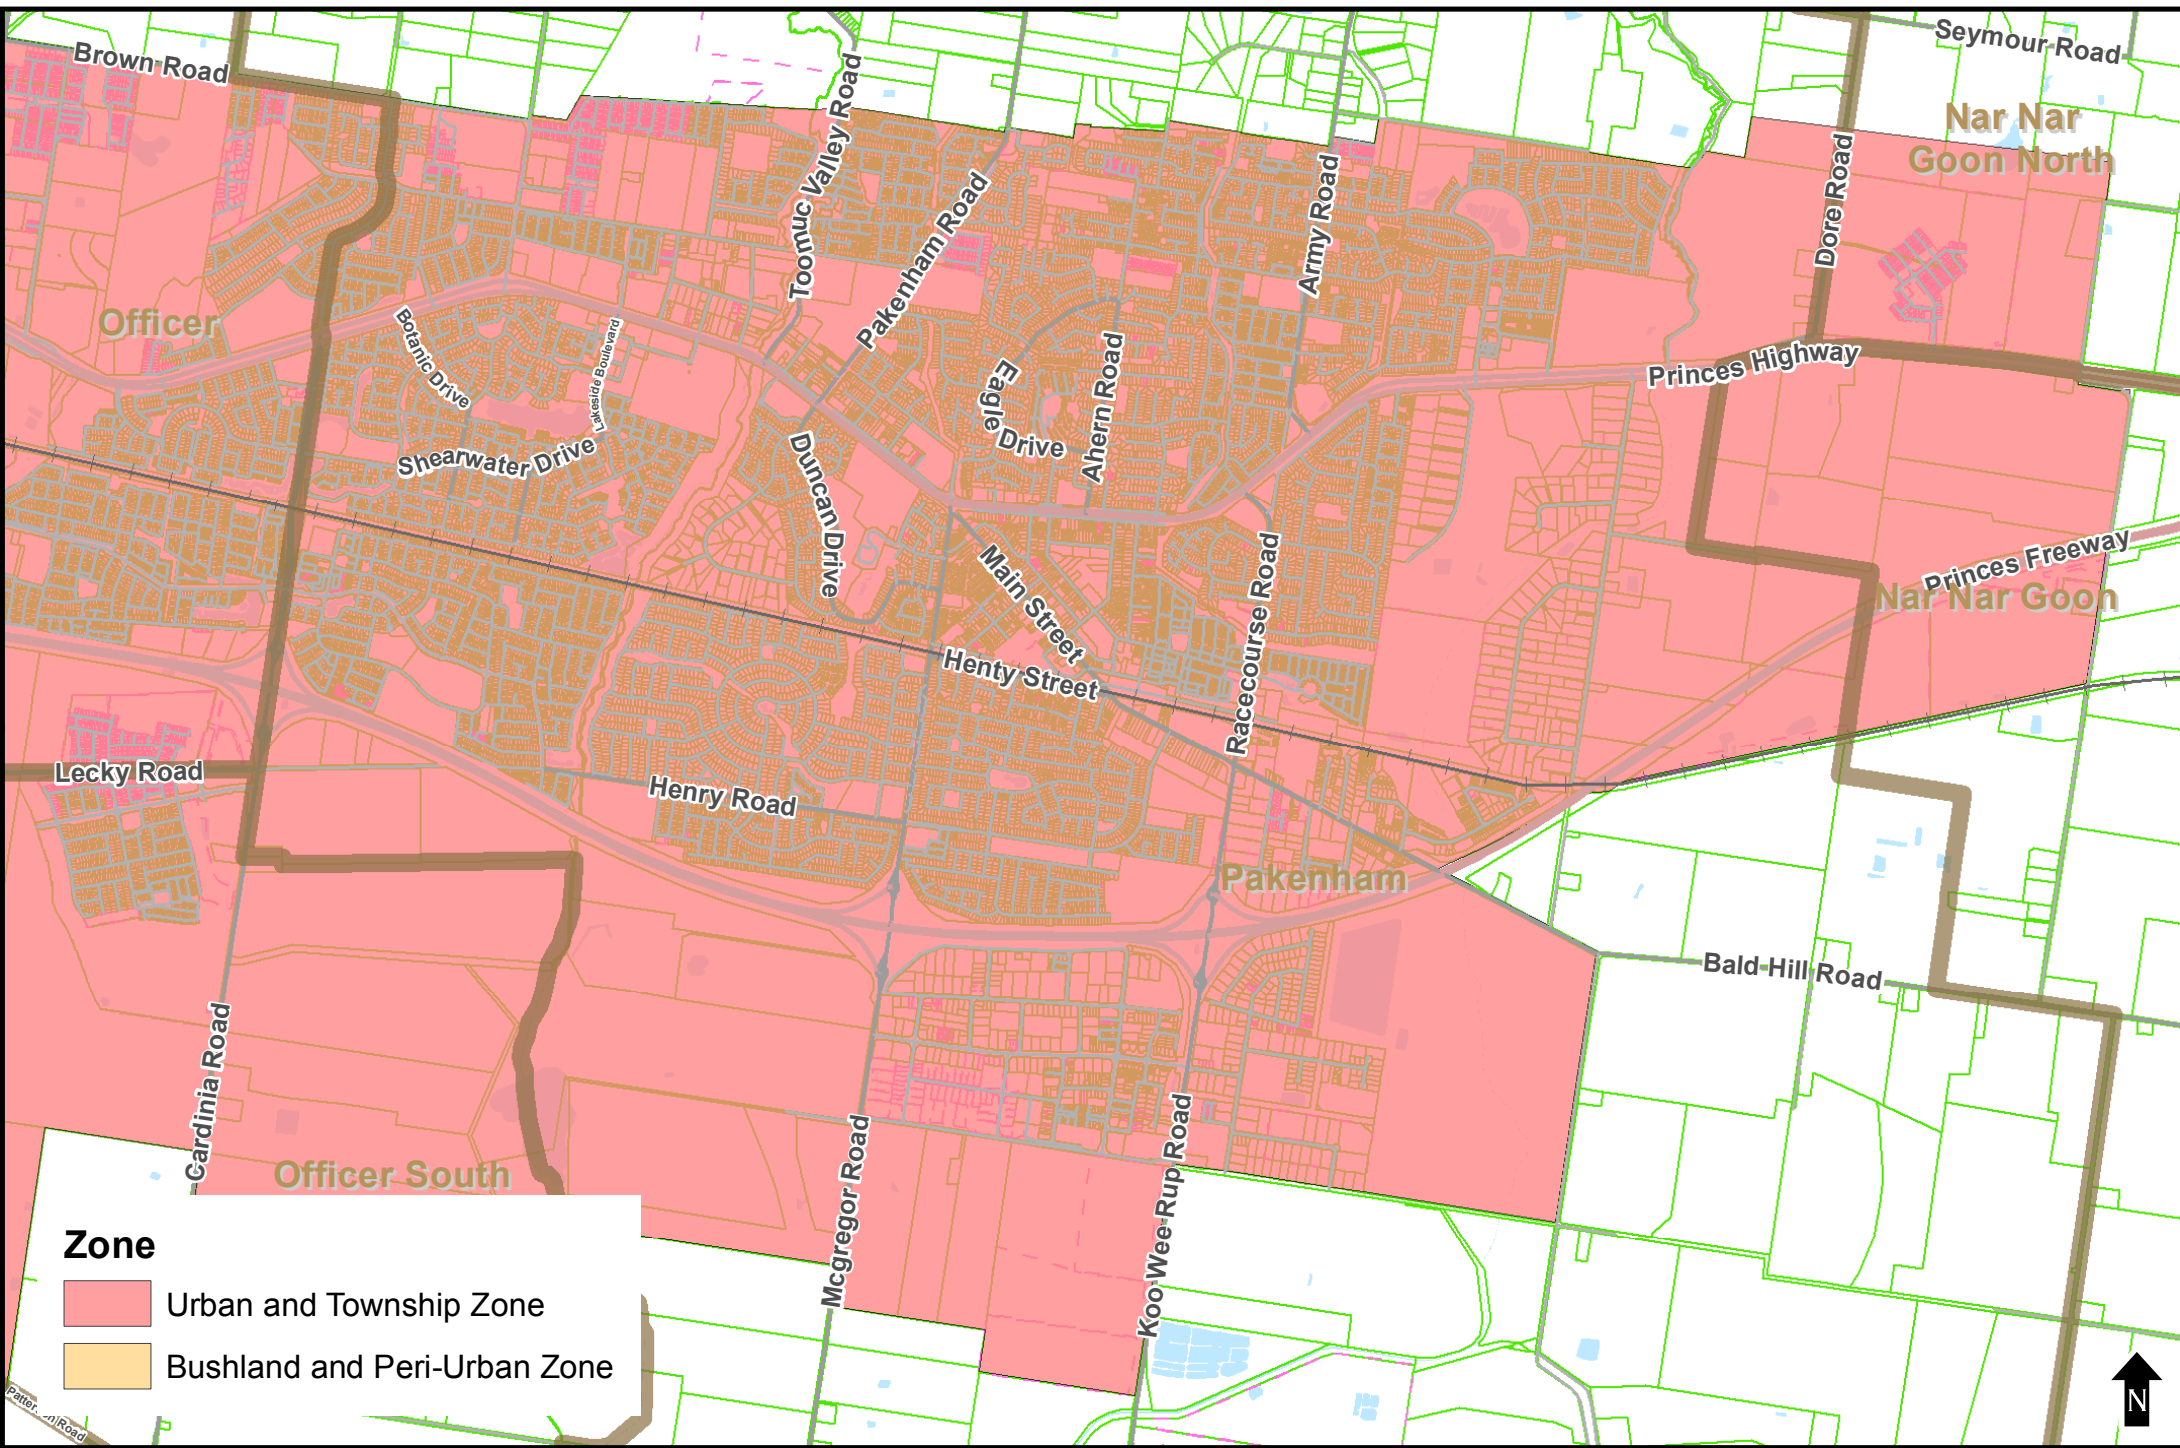 Seymour Road
Brown Road
Nar Nar
Goon North
Toomuc Valley Road
Pakenham Road
Army Road
Dore Road
Officer
Botanic Drive
Lakeside Boulevard
Eagle Drive
Ahern Road
Princes Highway
Shearwater Drive
Duncan Drive
Main Street
Racecourse Road
Princes Freeway
Nar Nar Goon
Henty Street
Lecky Road
Henry Road
Pakenham
Bald Hill Road
Cardinia Road
Officer South
Mcgregor Road
Koo Wee Rup Road
Zone
Urban and Township Zone
Bushland and Peri-Urban Zone
Road
N